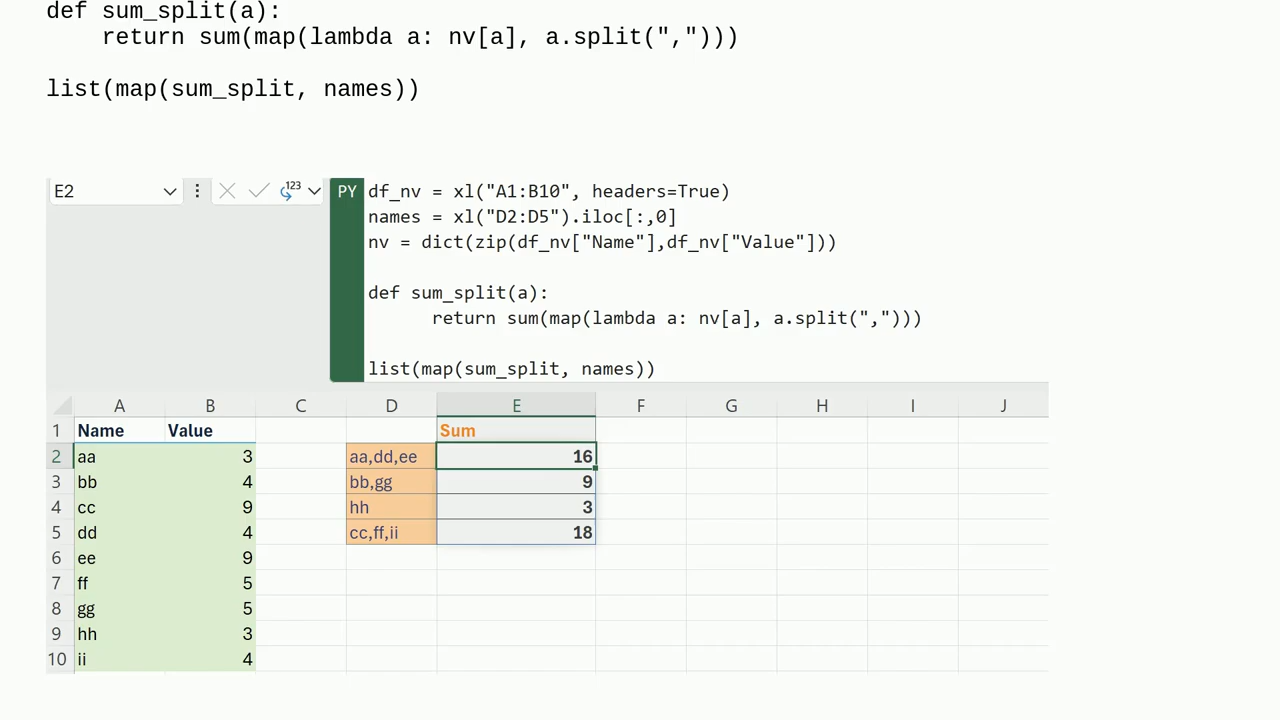 def sum_split(a):
    return sum(map(lambda a: nv[a], a.split(",")))
list(map(sum_split, names))
E2
123
PY
df_nv = xl("A1:B10", headers=True)
names = xl("D2:D5").iloc[:,0]
nv = dict(zip(df_nv["Name"],df_nv["Value"]))
def sum_split(a):
      return sum(map(lambda a: nv[a], a.split(",")))
list(map(sum_split, names))
A B C D E F G H I J
1 Name Value Sum
2 aa 3 aa,dd,ee 16
3 bb 4 bb,gg 9
4 cc 9 hh 3
5 dd 4 cc,ff,ii 18
6 ee 9
7 ff 5
8 gg 5
9 hh 3
10 ii 4